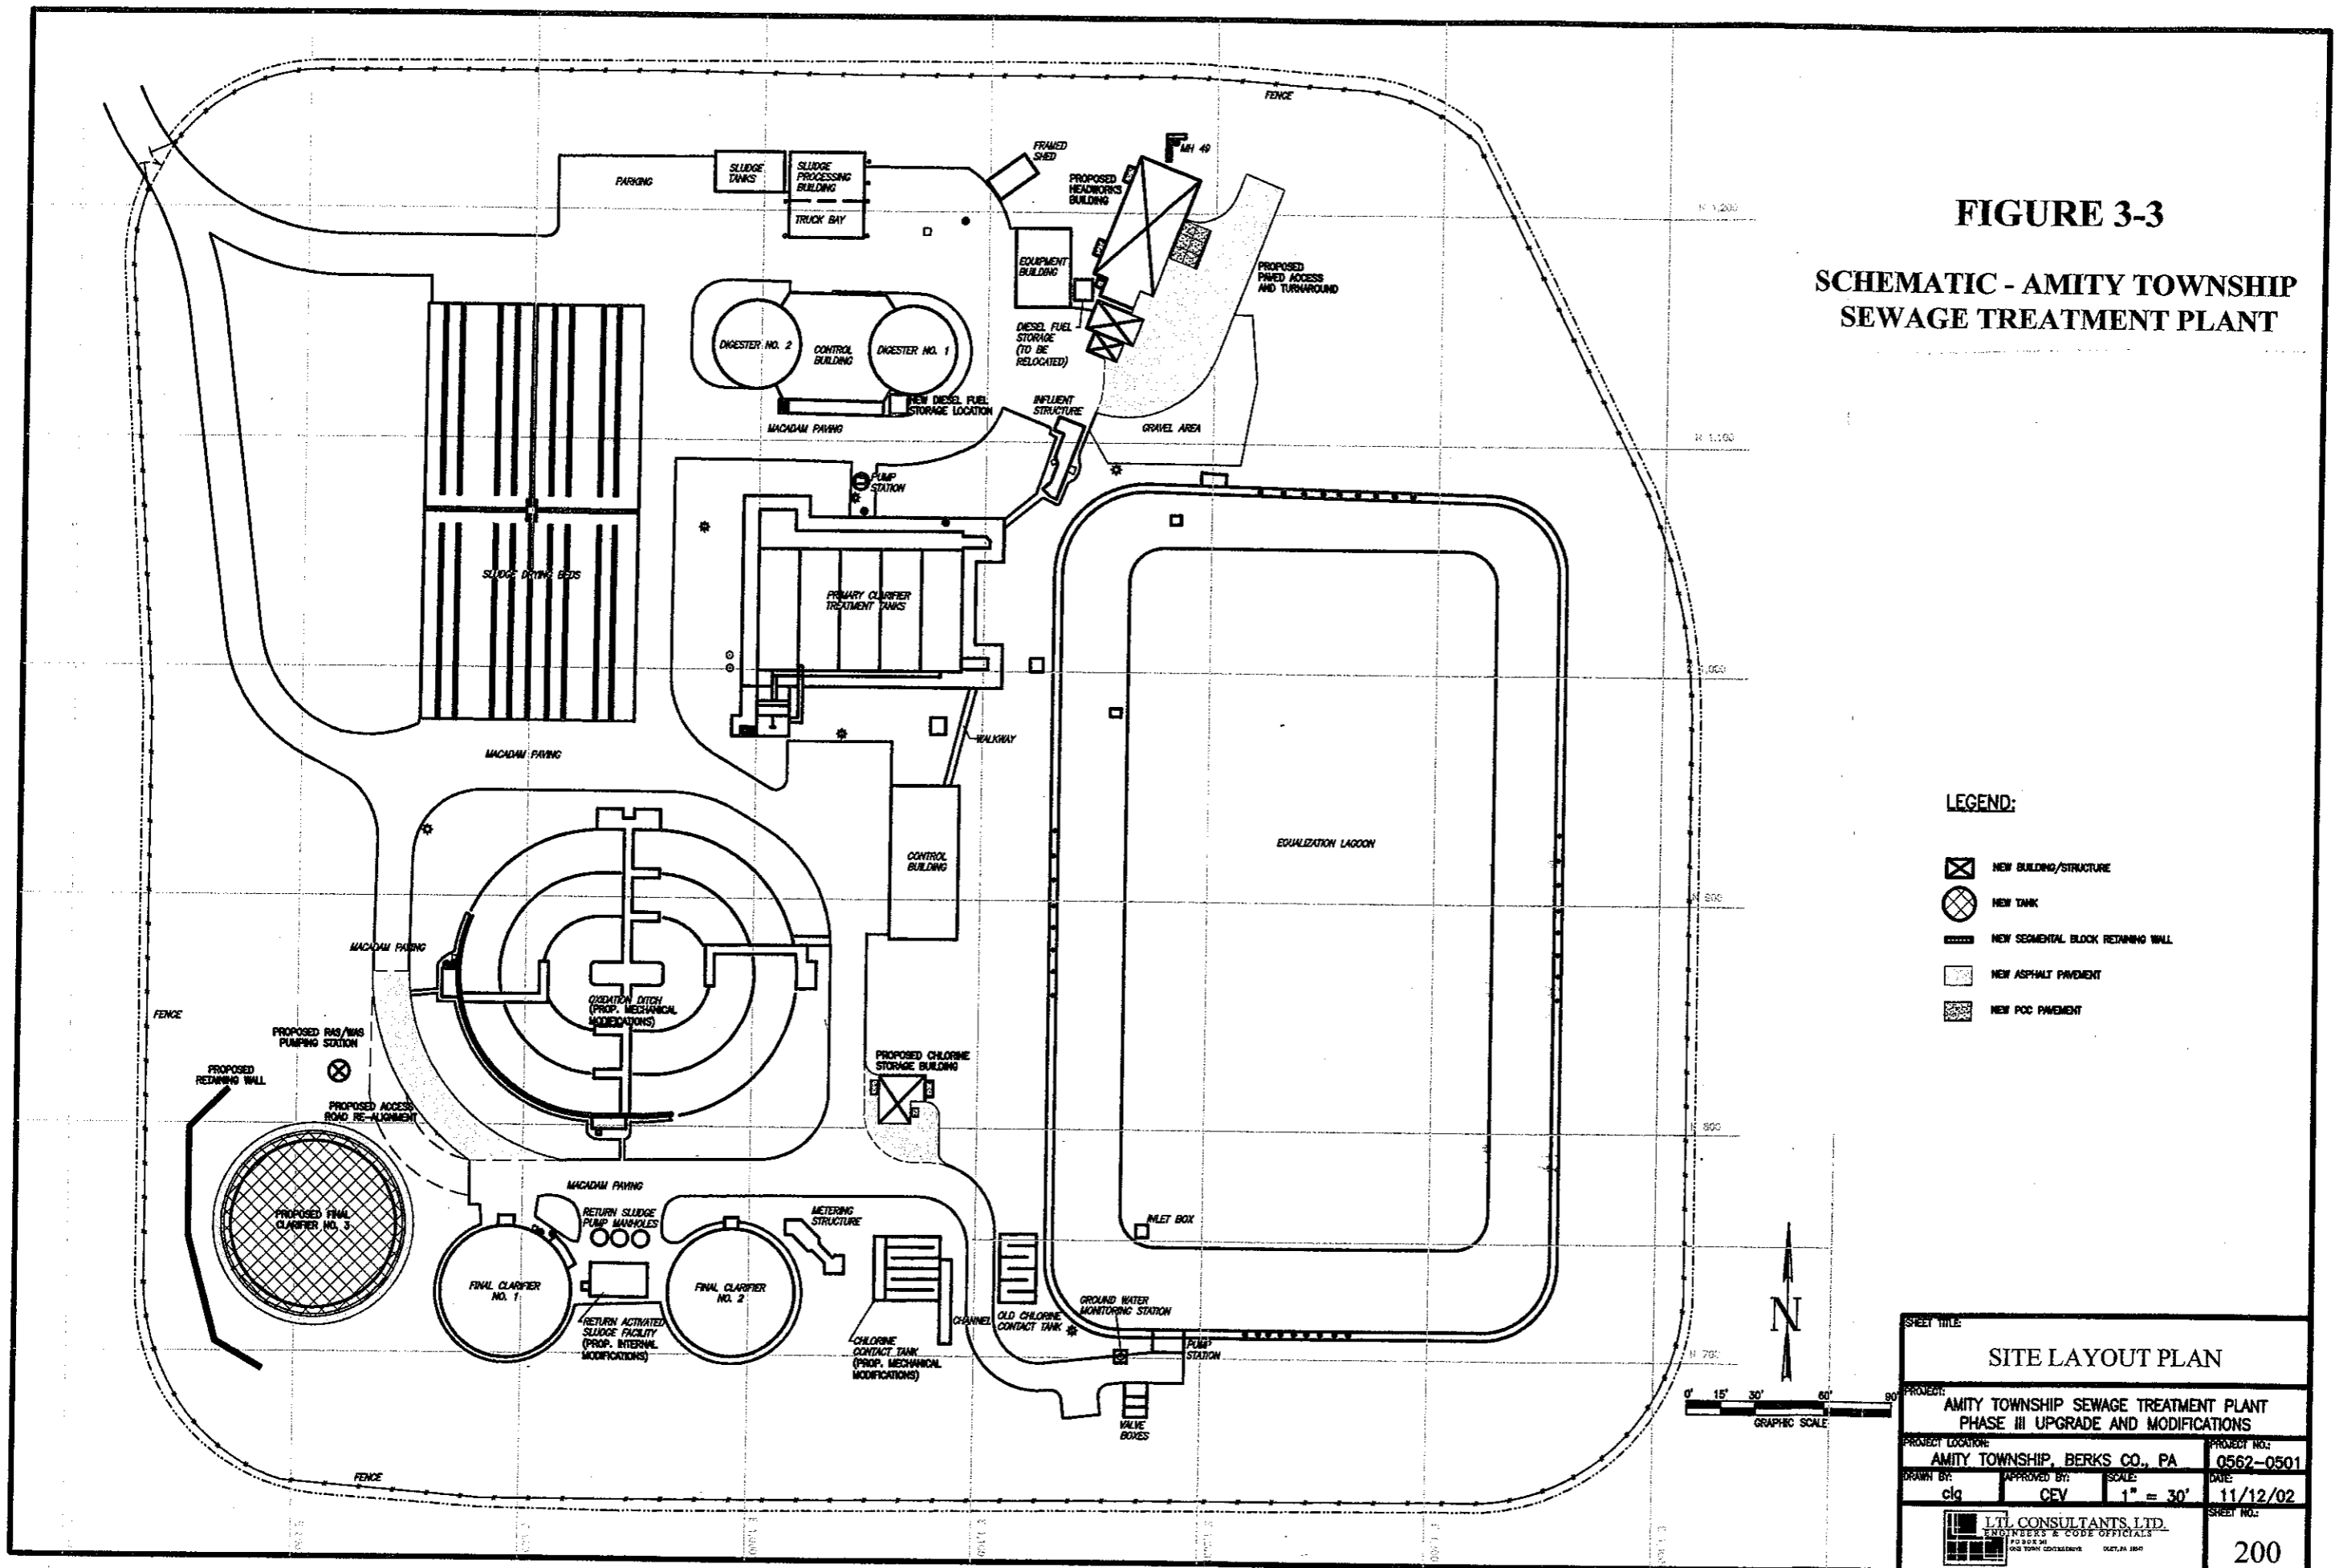 FENCE
FRAMED
SHED
MH 49
SLUDGE
TANKS
SLUDGE
PROCESSING
BUILDING
PARKING
TRUCK BAY
PROPOSED
HEADWORKS
BUILDING
N 1,200
FIGURE 3-3
SCHEMATIC - AMITY TOWNSHIP
SEWAGE TREATMENT PLANT
EQUIPMENT
BUILDING
PROPOSED
PAVED ACCESS
AND TURNAROUND
DIESEL FUEL
STORAGE
(TO BE
RELOCATED)
DIGESTER NO. 2
CONTROL
BUILDING
DIGESTER NO. 1
NEW DIESEL FUEL
STORAGE LOCATION
INFLUENT
STRUCTURE
MACADAM PAVING
GRAVEL AREA
N 1,100
PUMP
STATION
SLUDGE DRYING BEDS
PRIMARY CLARIFIER
TREATMENT TANKS
WALKWAY
MACADAM PAVING
EQUALIZATION LAGOON
CONTROL
BUILDING
LEGEND:
NEW BUILDING/STRUCTURE
NEW TANK
NEW SEGMENTAL BLOCK RETAINING WALL
NEW ASPHALT PAVEMENT
NEW PCC PAVEMENT
N 900
MACADAM PAVING
OXIDATION DITCH
(PROP. MECHANICAL
MODIFICATIONS)
FENCE
PROPOSED RAS/WAS
PUMPING STATION
PROPOSED
RETAINING WALL
PROPOSED CHLORINE
STORAGE BUILDING
PROPOSED ACCESS
ROAD RE-ALIGNMENT
N 800
MACADAM PAVING
PROPOSED FINAL
CLARIFIER NO. 3
RETURN SLUDGE
PUMP MANHOLES
METERING
STRUCTURE
INLET BOX
FINAL CLARIFIER
NO. 1
FINAL CLARIFIER
NO. 2
RETURN ACTIVATED
SLUDGE FACILITY
(PROP. INTERNAL
MODIFICATIONS)
CHLORINE
CONTACT TANK
(PROP. MECHANICAL
MODIFICATIONS)
CHANNEL
OLD CHLORINE
CONTACT TANK
GROUND WATER
MONITORING STATION
PUMP
STATION
N 700
VALVE
BOXES
FENCE
N
0' 15' 30' 60' 90'
GRAPHIC SCALE
SHEET TITLE:
SITE LAYOUT PLAN
PROJECT:
AMITY TOWNSHIP SEWAGE TREATMENT PLANT
PHASE III UPGRADE AND MODIFICATIONS
PROJECT LOCATION:
AMITY TOWNSHIP, BERKS CO., PA
PROJECT NO.:
0562-0501
DRAWN BY:
clg
APPROVED BY:
CEV
SCALE:
1" = 30'
DATE:
11/12/02
LTL CONSULTANTS, LTD.
ENGINEERS & CODE OFFICIALS
SHEET NO.:
200